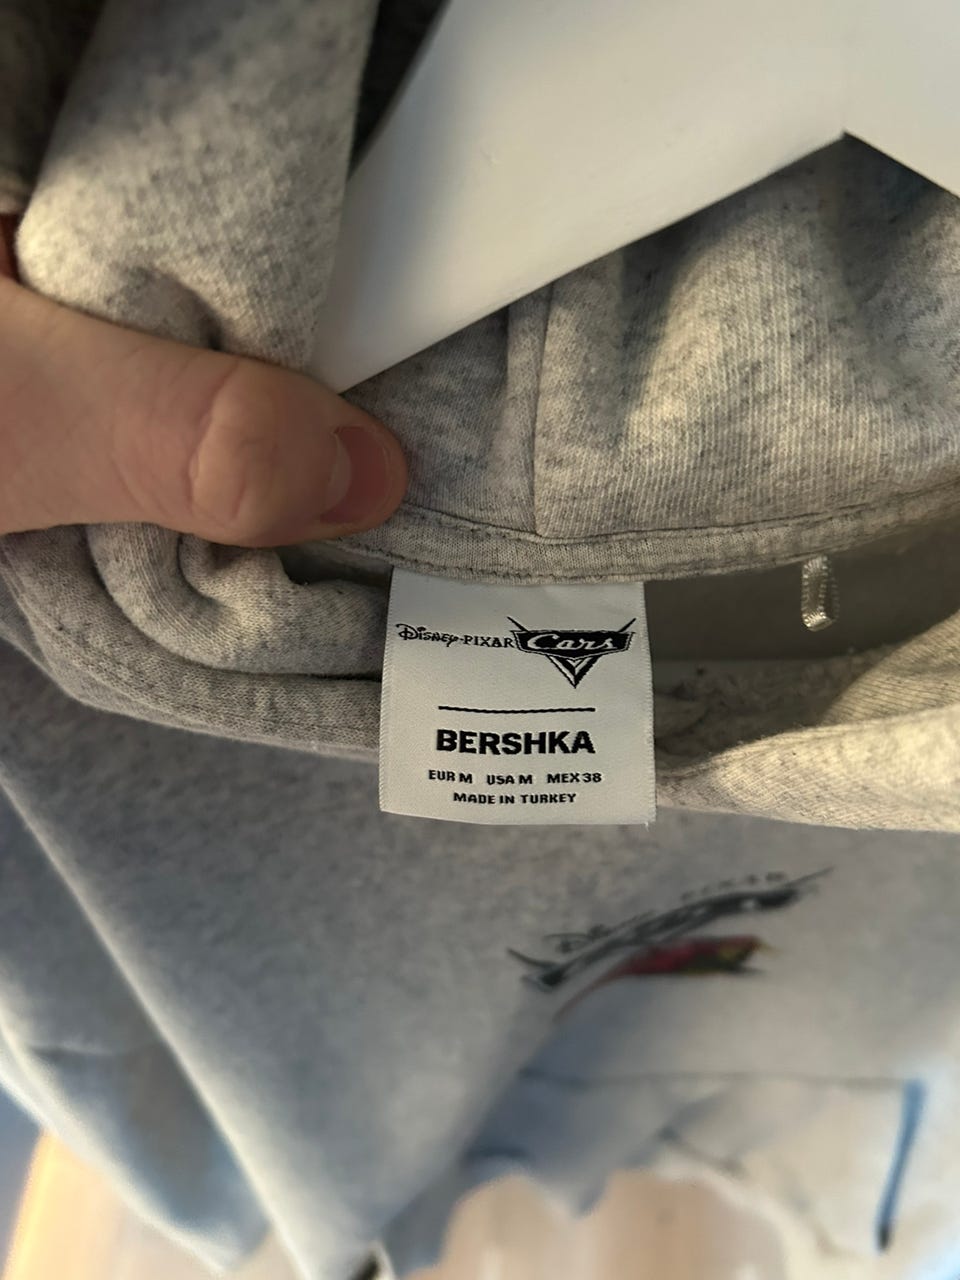 Disney·PIXAR Cars
BERSHKA
EUR M USA M MEX 38
MADE IN TURKEY